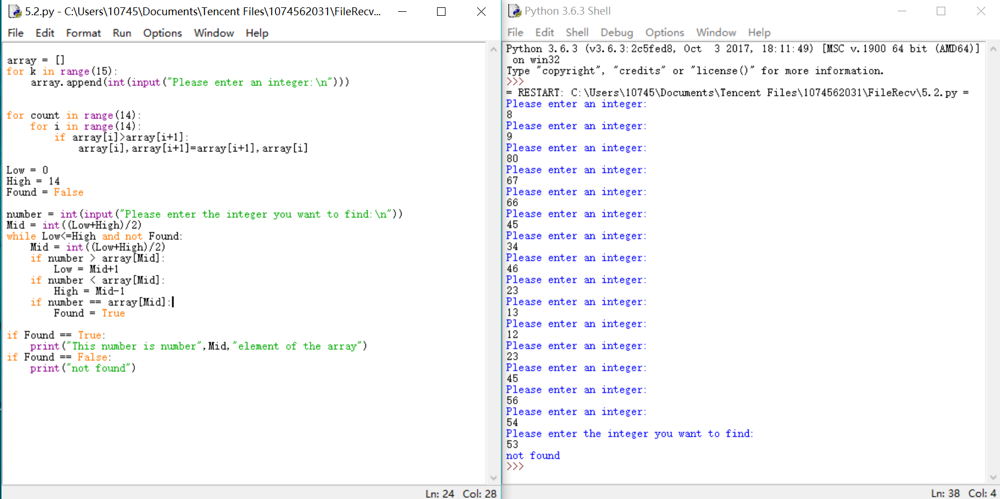 5.2.py - C:\Users\10745\Documents\Tencent Files\1074562031\FileRecv...
File Edit Format Run Options Window Help
array = []
for k in range(15):
    array.append(int(input("Please enter an integer:\n")))
for count in range(14):
    for i in range(14):
        if array[i]>array[i+1]:
            array[i],array[i+1]=array[i+1],array[i]
Low = 0
High = 14
Found = False
number = int(input("Please enter the integer you want to find:\n"))
Mid = int((Low+High)/2)
while Low<=High and not Found:
    Mid = int((Low+High)/2)
    if number > array[Mid]:
        Low = Mid+1
    if number < array[Mid]:
        High = Mid-1
    if number == array[Mid]:
        Found = True
if Found == True:
    print("This number is number",Mid,"element of the array")
if Found == False:
    print("not found")
Ln: 24 Col: 28
Python 3.6.3 Shell
File Edit Shell Debug Options Window Help
Python 3.6.3 (v3.6.3:2c5fed8, Oct  3 2017, 18:11:49) [MSC v.1900 64 bit (AMD64)]
 on win32
Type "copyright", "credits" or "license()" for more information.
>>>
= RESTART: C:\Users\10745\Documents\Tencent Files\1074562031\FileRecv\5.2.py =
Please enter an integer:
8
Please enter an integer:
9
Please enter an integer:
80
Please enter an integer:
67
Please enter an integer:
66
Please enter an integer:
45
Please enter an integer:
34
Please enter an integer:
46
Please enter an integer:
23
Please enter an integer:
13
Please enter an integer:
12
Please enter an integer:
23
Please enter an integer:
45
Please enter an integer:
56
Please enter an integer:
54
Please enter the integer you want to find:
53
not found
>>>
Ln: 38 Col: 4